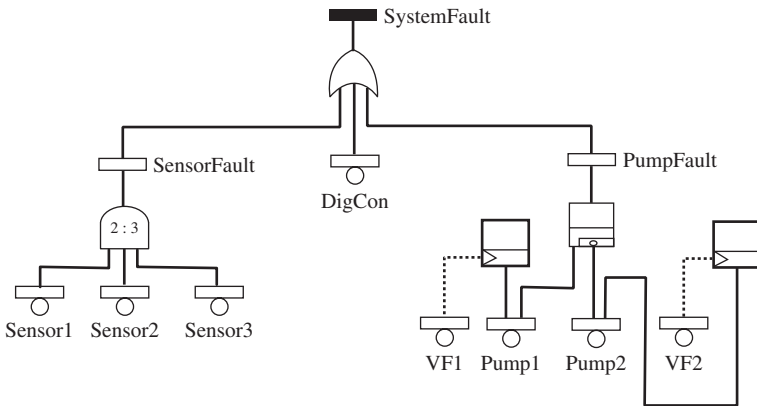 SystemFault
SensorFault
PumpFault
DigCon
2 : 3
Sensor1 Sensor2 Sensor3
VF1 Pump1 Pump2 VF2